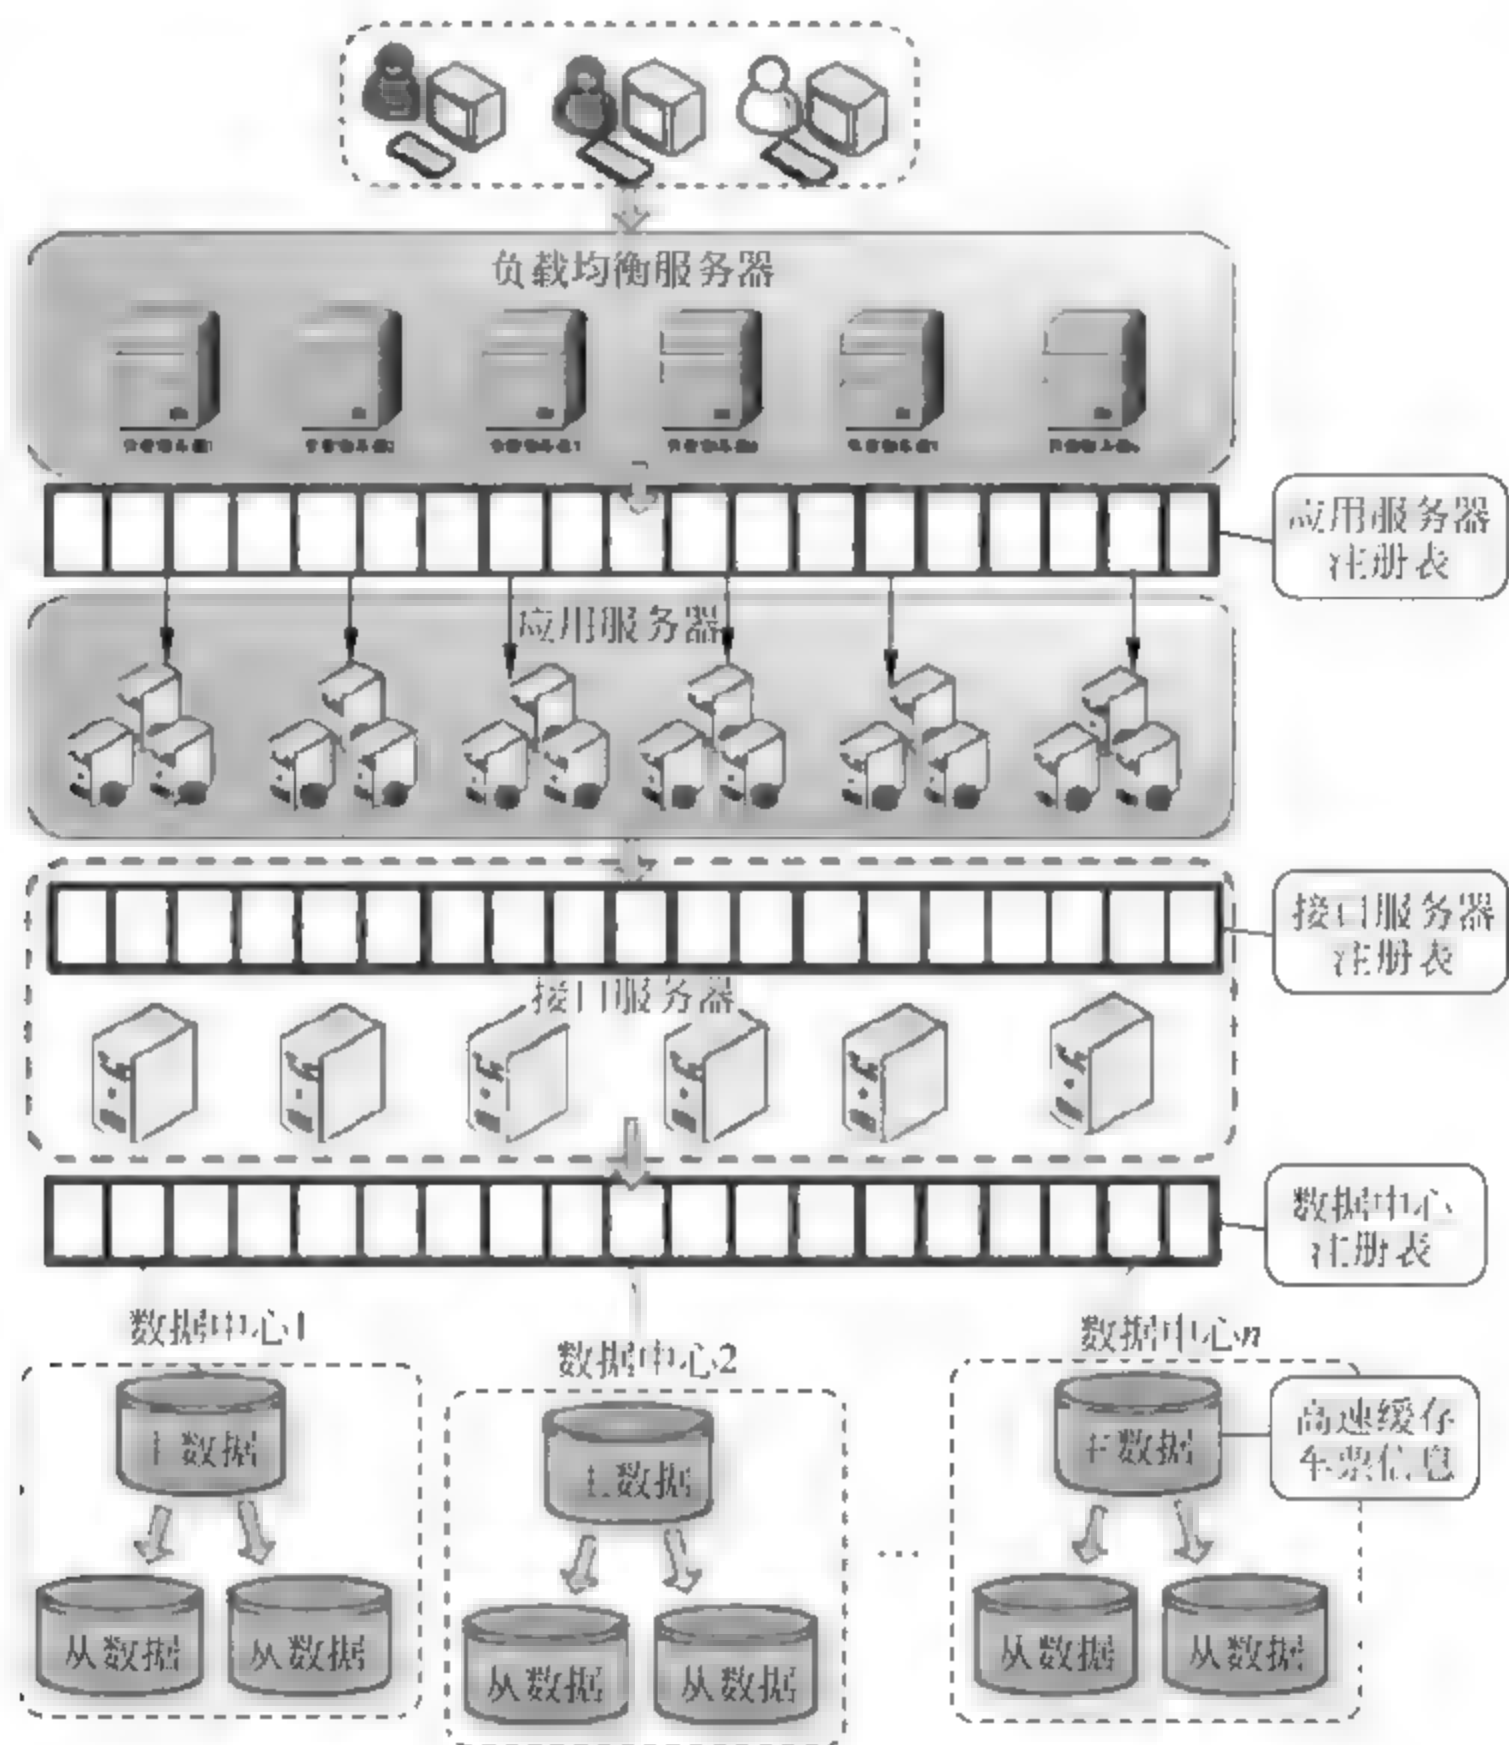 负载均衡服务器
应用服务器
注册表
应用服务器
接口服务器
注册表
接口服务器
数据中心
注册表
数据中心1
数据中心2
数据中心n
主数据
主数据
主数据
高速缓存
车票信息
...
从数据
从数据
从数据
从数据
从数据
从数据